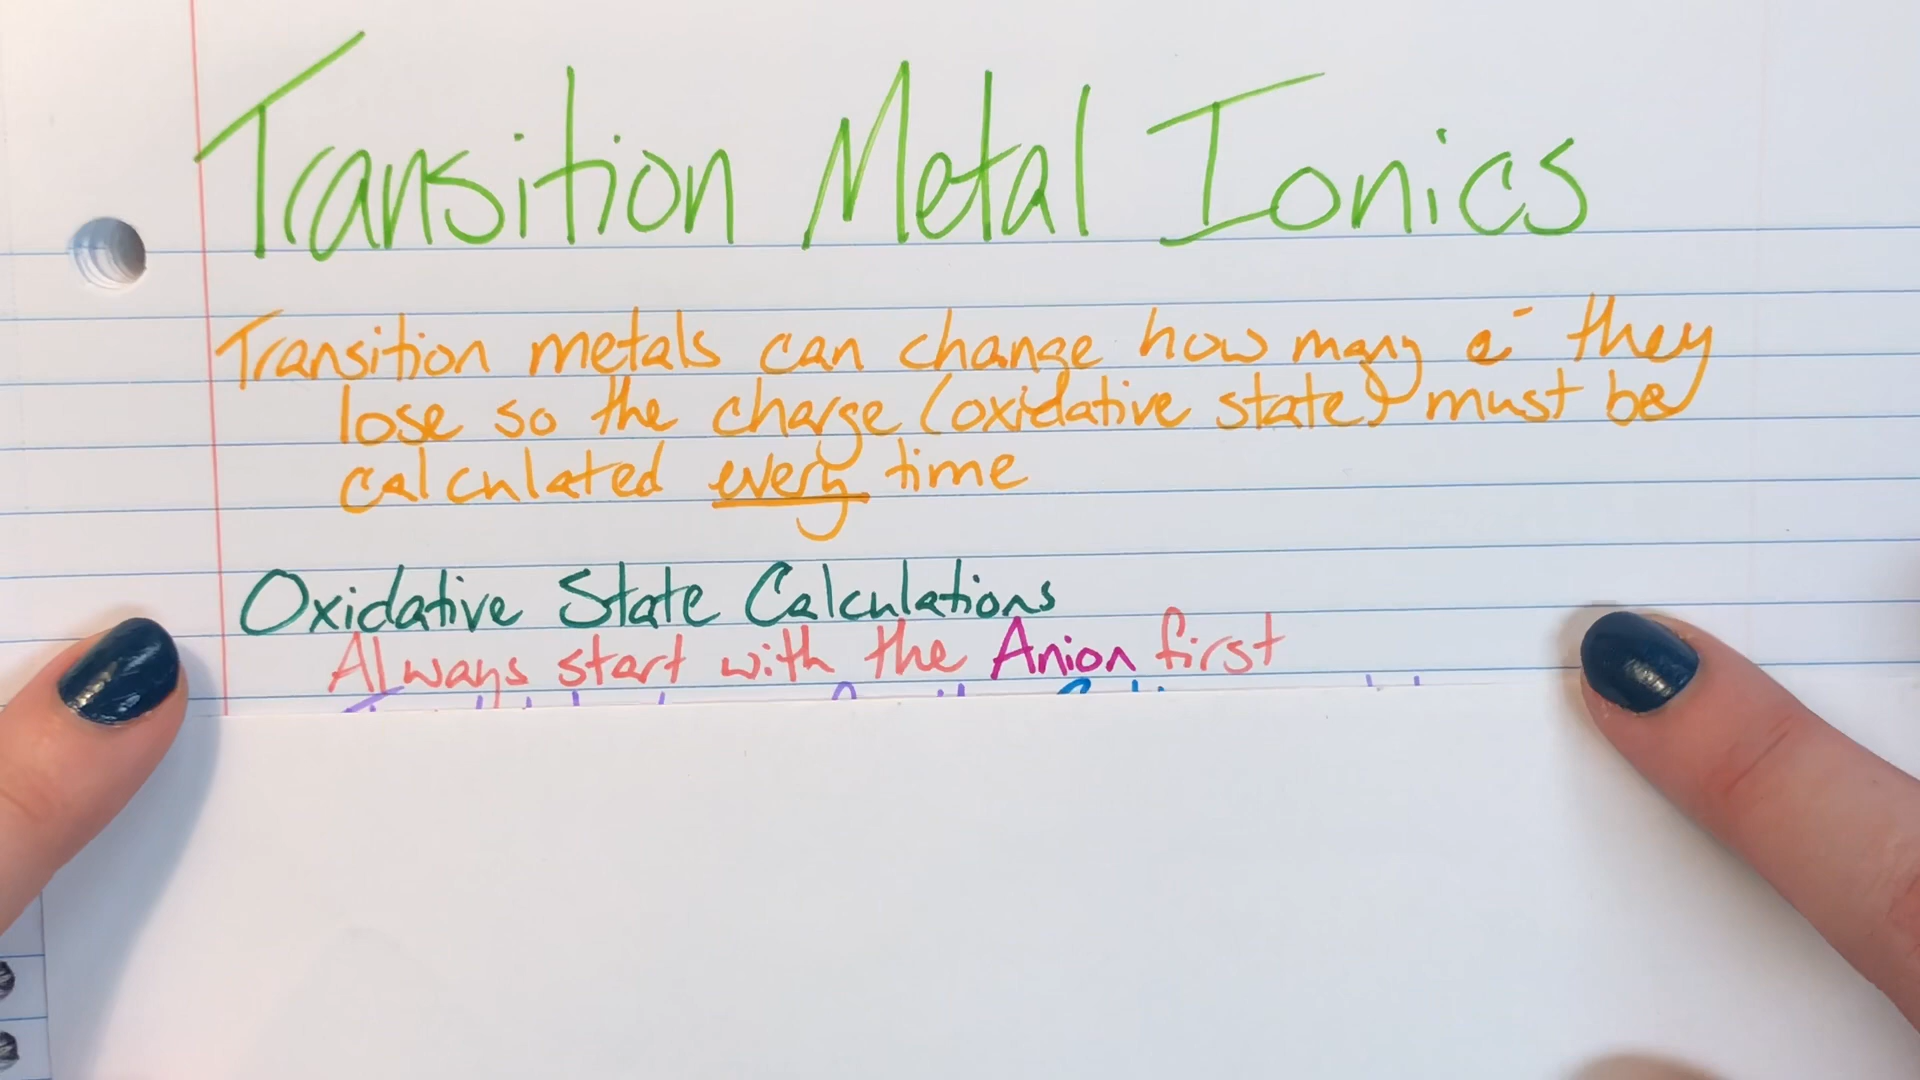 Transition Metal Ionics
Transition metals can change how many e⁻ they
lose so the charge (oxidative state) must be
calculated every time
Oxidative State Calculations
Always start with the Anion first